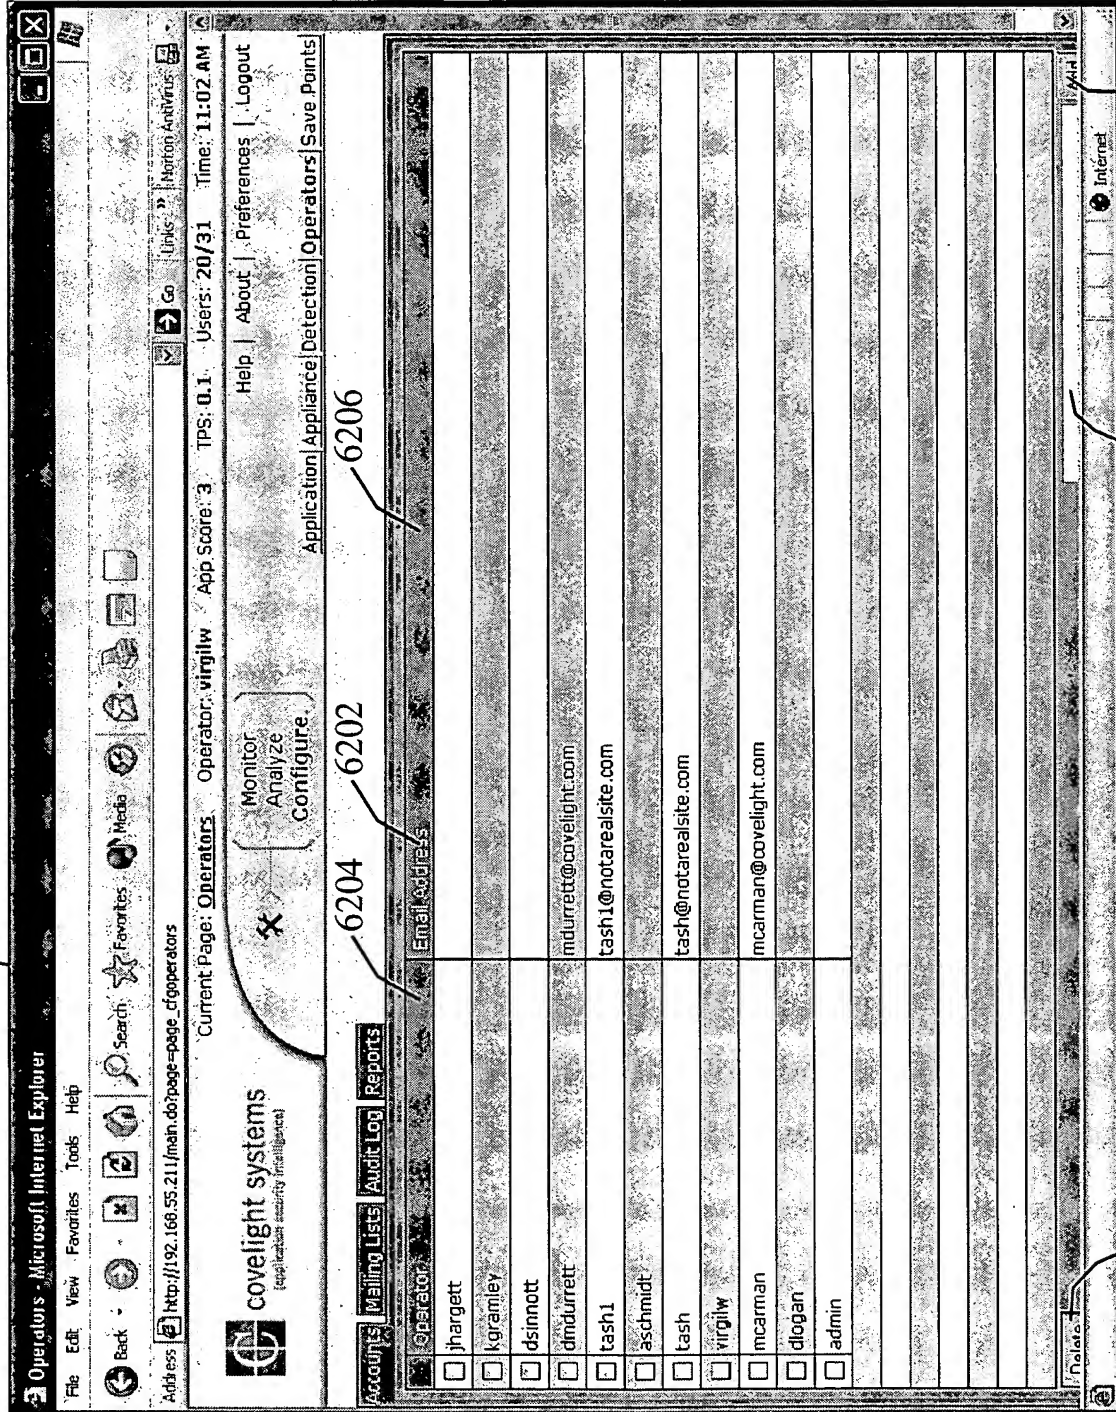 Operators - Microsoft Internet Explorer
File Edit View Favorites Tools Help
Back Search Favorites Media
Address http://192.168.55.211/main.do?page=page_cfgoperators Go Links » Norton AntiVirus
Current Page: Operators Operator: virgilw App Score: 3 TPS: 0.1 Users: 20/31 Time: 11:02 AM
covelight systems
[application security intelligence]
Monitor
Analyze
Configure
Help | About | Preferences | Logout
Application | Appliance | Detection | Operators | Save Points
6204
6202
6206
Accounts Mailing Lists Audit Log Reports
Operator Email Address
jhargett
kgramley
dsinnott
dmdurrett mdurrett@covelight.com
tash1 tash1@notarealsite.com
aschmidt
tash tash@notarealsite.com
virgilw
mcarman mcarman@covelight.com
dlogan
admin
Delete Add
Internet